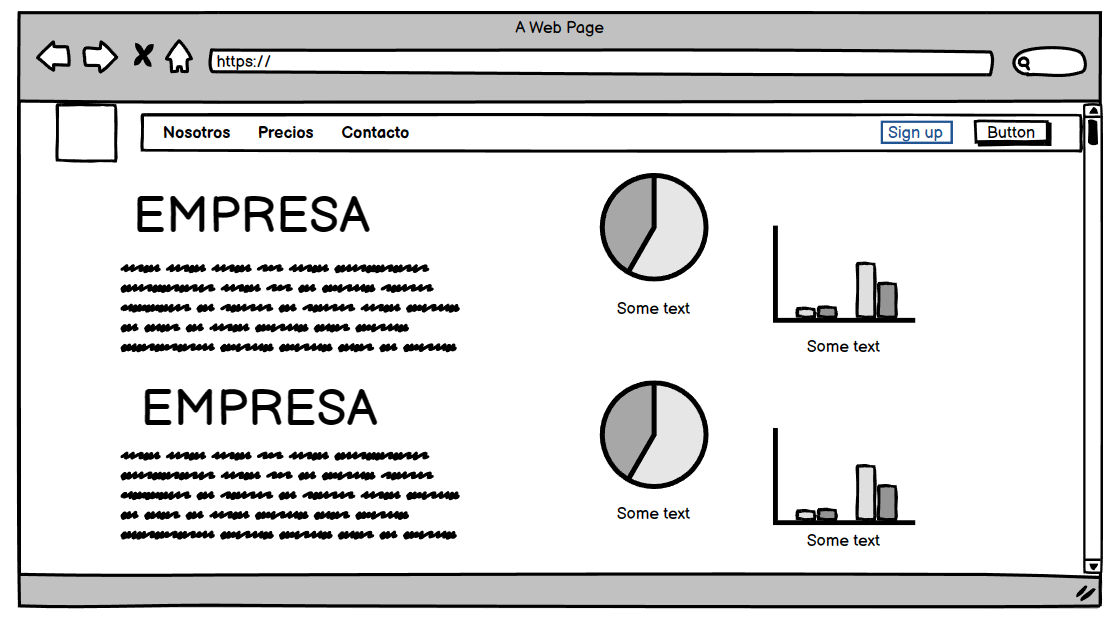 A Web Page
https://
Nosotros Precios Contacto Sign up Button
EMPRESA
Some text
Some text
EMPRESA
Some text
Some text